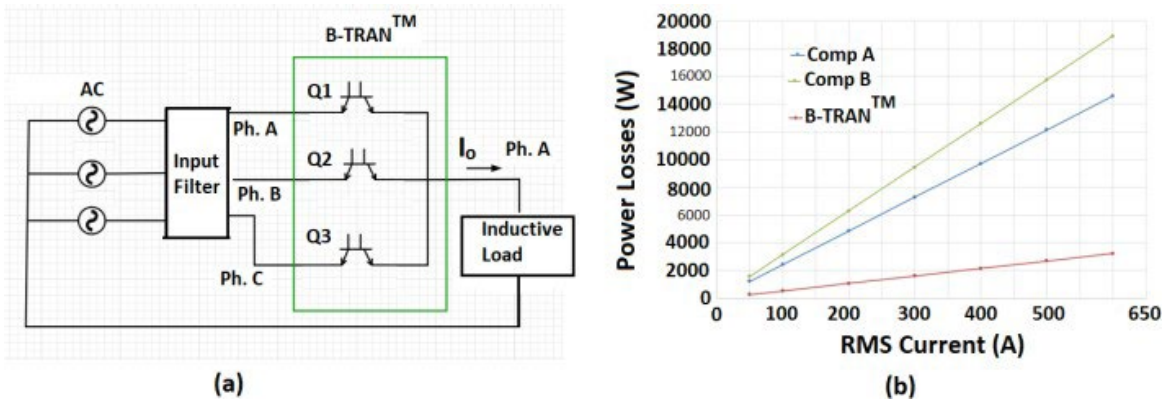 B-TRAN™
AC
Q1
Ph. A
Input
Filter
Q2
Ph. B
Io
Ph. A
Q3
Ph. C
Inductive
Load
(a)
Power Losses (W)
20000
18000
16000
14000
12000
10000
8000
6000
4000
2000
0
Comp A
Comp B
B-TRAN™
0 100 200 300 400 500 650
RMS Current (A)
(b)